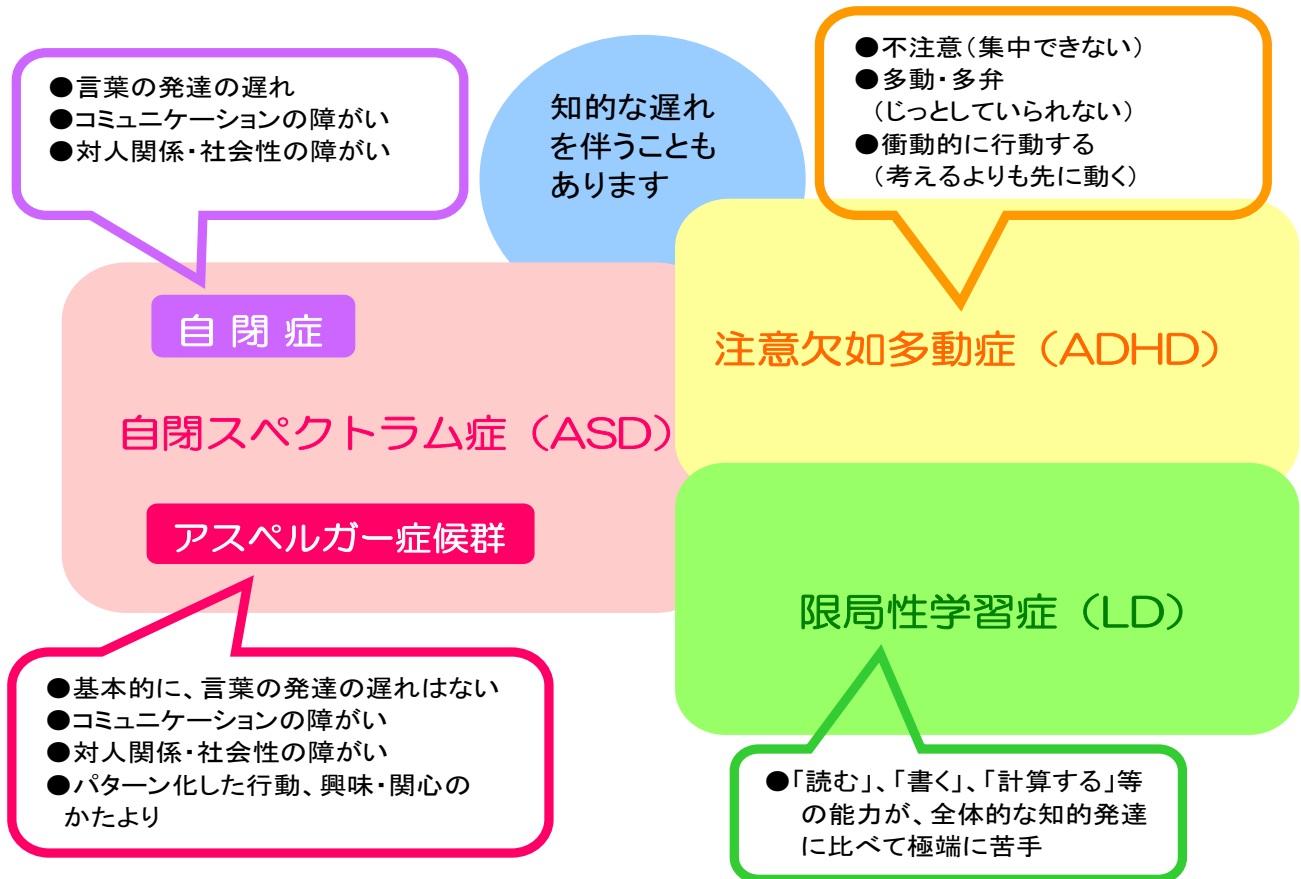 ●言葉の発達の遅れ
●コミュニケーションの障がい
●対人関係・社会性の障がい
知的な遅れ
を伴うことも
あります
●不注意(集中できない)
●多動・多弁
(じっとしていられない)
●衝動的に行動する
(考えるよりも先に動く)
自閉症
注意欠如多動症(ADHD)
自閉スペクトラム症(ASD)
アスペルガー症候群
限局性学習症(LD)
●基本的に、言葉の発達の遅れはない
●コミュニケーションの障がい
●対人関係・社会性の障がい
●パターン化した行動、興味・関心の
かたより
●「読む」、「書く」、「計算する」等
の能力が、全体的な知的発達
に比べて極端に苦手